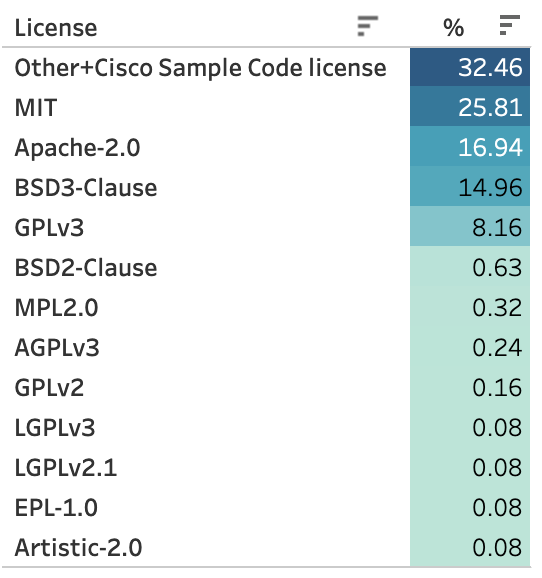 License %
Other+Cisco Sample Code license 32.46
MIT 25.81
Apache-2.0 16.94
BSD3-Clause 14.96
GPLv3 8.16
BSD2-Clause 0.63
MPL2.0 0.32
AGPLv3 0.24
GPLv2 0.16
LGPLv3 0.08
LGPLv2.1 0.08
EPL-1.0 0.08
Artistic-2.0 0.08